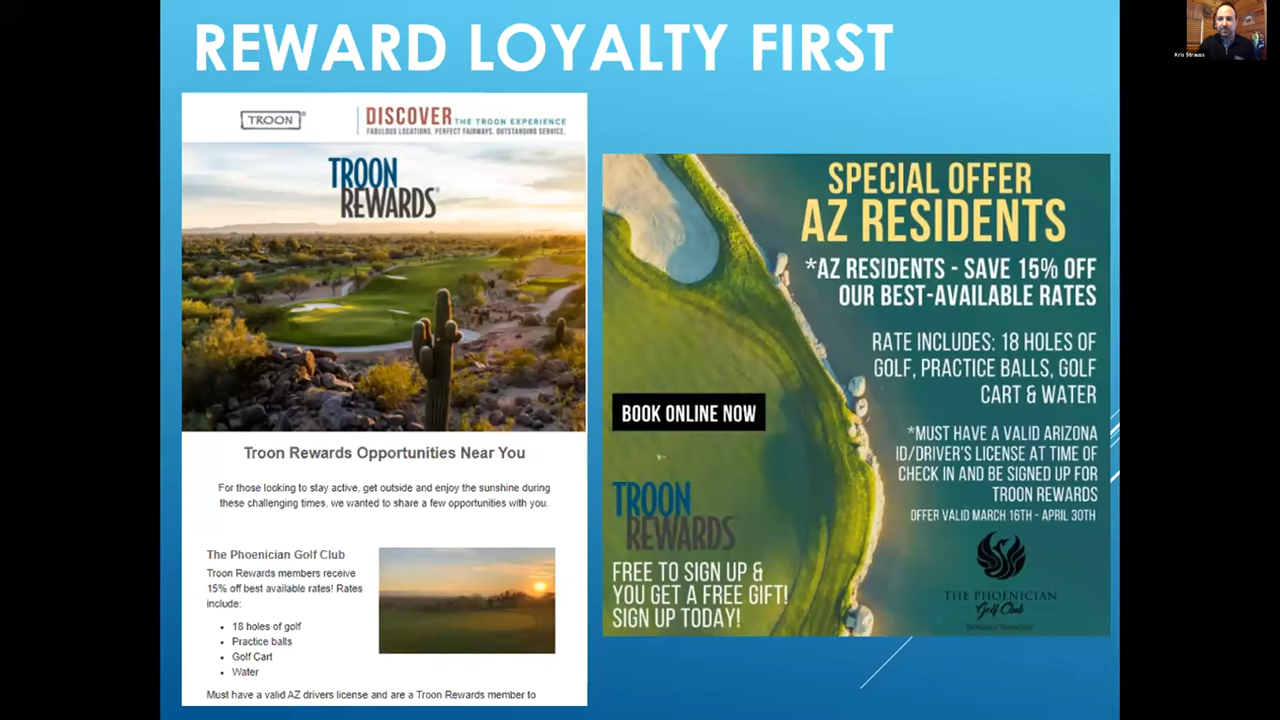 REWARD LOYALTY FIRST
Kris Strauss
TROON®
DISCOVER THE TROON EXPERIENCE
FABULOUS LOCATIONS. PERFECT FAIRWAYS. OUTSTANDING SERVICE.
TROON
REWARDS®
Troon Rewards Opportunities Near You
For those looking to stay active, get outside and enjoy the sunshine during
these challenging times, we wanted to share a few opportunities with you.
The Phoenician Golf Club
Troon Rewards members receive
15% off best available rates! Rates
include:
• 18 holes of golf
• Practice balls
• Golf Cart
• Water
Must have a valid AZ drivers license and are a Troon Rewards member to
SPECIAL OFFER
AZ RESIDENTS
*AZ RESIDENTS - SAVE 15% OFF
OUR BEST-AVAILABLE RATES
RATE INCLUDES: 18 HOLES OF
GOLF, PRACTICE BALLS, GOLF
CART & WATER
BOOK ONLINE NOW
*MUST HAVE A VALID ARIZONA
ID/DRIVER'S LICENSE AT TIME OF
CHECK IN AND BE SIGNED UP FOR
TROON REWARDS
OFFER VALID MARCH 16TH - APRIL 30TH
TROON
REWARDS
FREE TO SIGN UP &
YOU GET A FREE GIFT!
SIGN UP TODAY!
THE PHOENICIAN
Golf Club